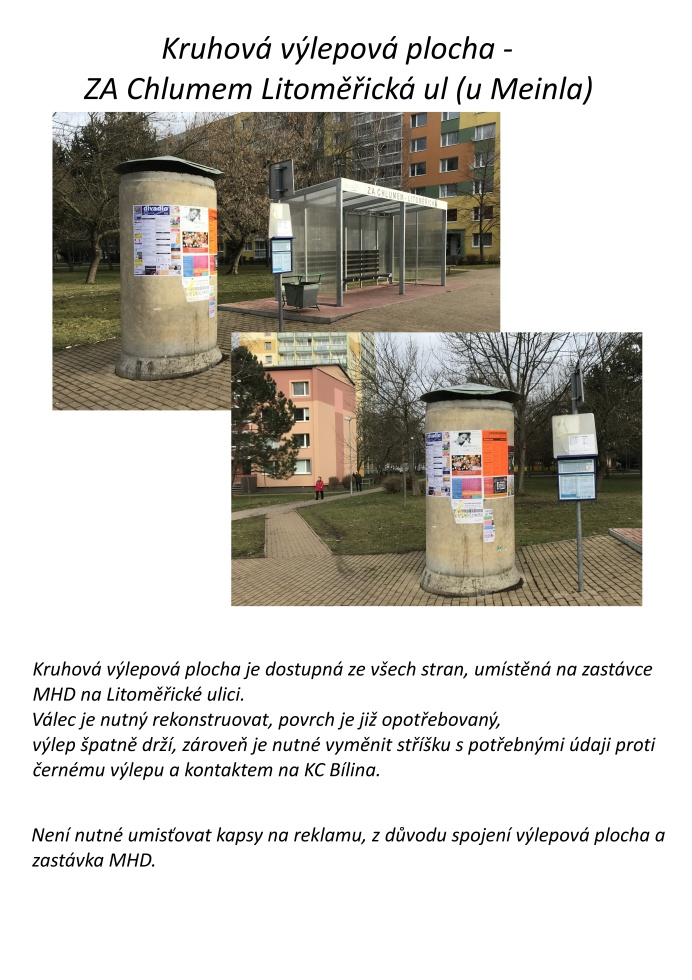 Kruhová výlepová plocha -
ZA Chlumem Litoměřická ul (u Meinla)
divadlo
ZA CHLUMEM LITOMĚŘICKÁ
Kruhová výlepová plocha je dostupná ze všech stran, umístěná na zastávce
MHD na Litoměřické ulici.
Válec je nutný rekonstruovat, povrch je již opotřebovaný,
výlep špatně drží, zároveň je nutné vyměnit stříšku s potřebnými údaji proti
černému výlepu a kontaktem na KC Bílina.
Není nutné umisťovat kapsy na reklamu, z důvodu spojení výlepová plocha a
zastávka MHD.